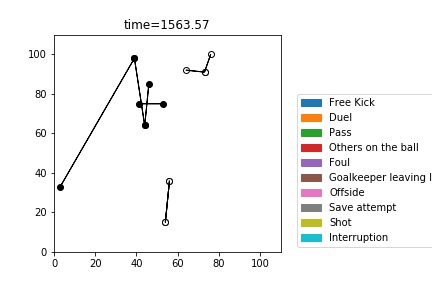 time=1563.57
100
80
60
40
20
0
0 20 40 60 80 100
Free Kick
Duel
Pass
Others on the ball
Foul
Goalkeeper leaving l
Offside
Save attempt
Shot
Interruption